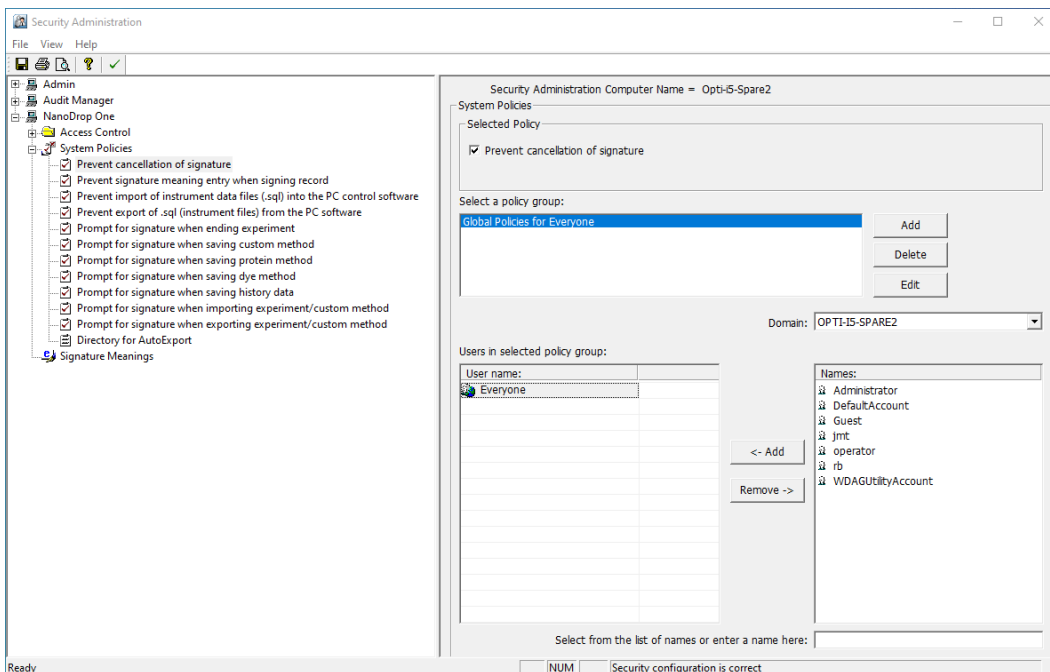 Security Administration
File View Help
Admin
Audit Manager
NanoDrop One
Access Control
System Policies
Prevent cancellation of signature
Prevent signature meaning entry when signing record
Prevent import of instrument data files (.sql) into the PC control software
Prevent export of .sql (instrument files) from the PC software
Prompt for signature when ending experiment
Prompt for signature when saving custom method
Prompt for signature when saving protein method
Prompt for signature when saving dye method
Prompt for signature when saving history data
Prompt for signature when importing experiment/custom method
Prompt for signature when exporting experiment/custom method
Directory for AutoExport
Signature Meanings
Security Administration Computer Name = Opti-i5-Spare2
System Policies
Selected Policy
Prevent cancellation of signature
Select a policy group:
Global Policies for Everyone
Add
Delete
Edit
Domain: OPTI-I5-SPARE2
Users in selected policy group:
User name:
Everyone
<- Add
Remove ->
Names:
Administrator
DefaultAccount
Guest
jmt
operator
rb
WDAGUtilityAccount
Select from the list of names or enter a name here:
Ready NUM Security configuration is correct